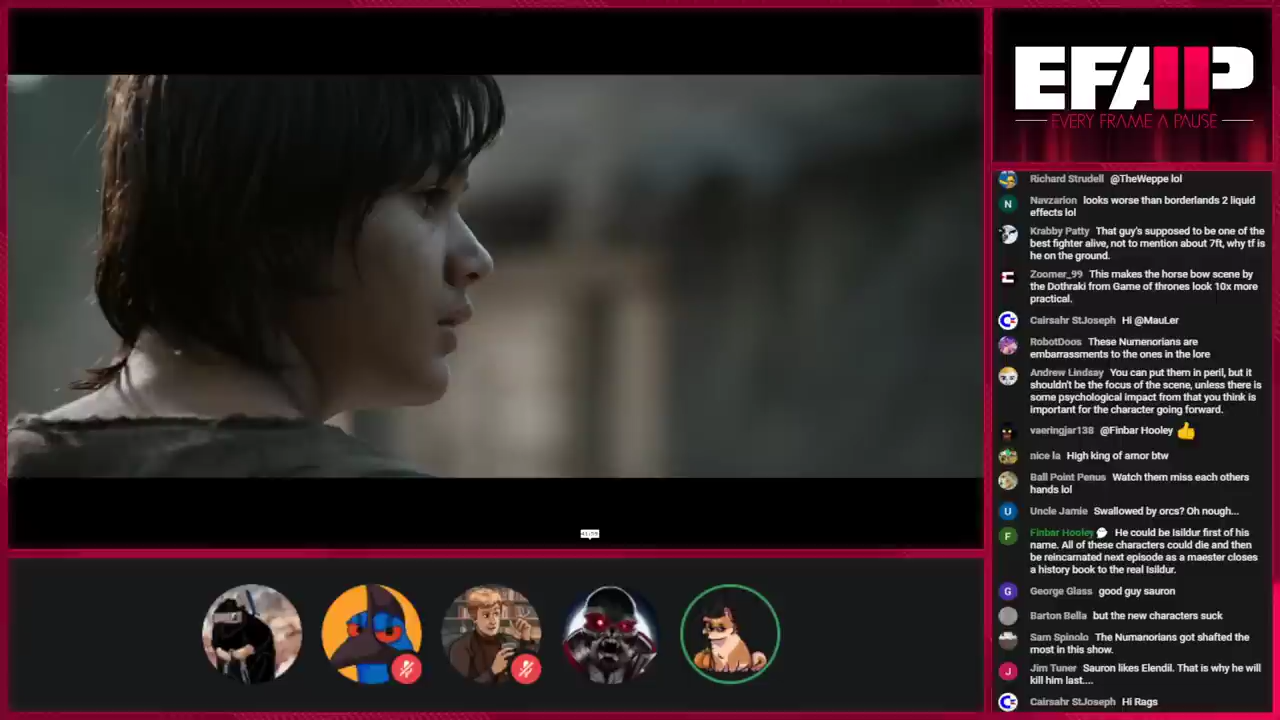 EFAP
EVERY FRAME A PAUSE
Richard Strudell @TheWeppe lol
N
Navzarion looks worse than borderlands 2 liquid
effects lol
Krabby Patty That guy's supposed to be one of the
best fighter alive, not to mention about 7ft, why tf is
he on the ground.
Zoomer_99 This makes the horse bow scene by
the Dothraki from Game of thrones look 10x more
practical.
Cairsahr StJoseph Hi @MauLer
RobotDoos These Numenorians are
embarrassments to the ones in the lore
Andrew Lindsay You can put them in peril, but it
shouldn't be the focus of the scene, unless there is
some psychological impact from that you think is
important for the character going forward.
vaeringjar138 @Finbar Hooley 👍
nice la High king of arnor btw
Ball Point Penus Watch them miss each others
hands lol
U
Uncle Jamie Swallowed by orcs? Oh nough...
F
Finbar Hooley He could be Isildur first of his
name. All of these characters could die and then
be reincarnated next episode as a maester closes
a history book to the real Isildur.
G
George Glass good guy sauron
Barton Bella but the new characters suck
Sam Spinolo The Numanorians got shafted the
most in this show.
J
Jim Tuner Sauron likes Elendil. That is why he will
kill him last....
Cairsahr StJoseph Hi Rags